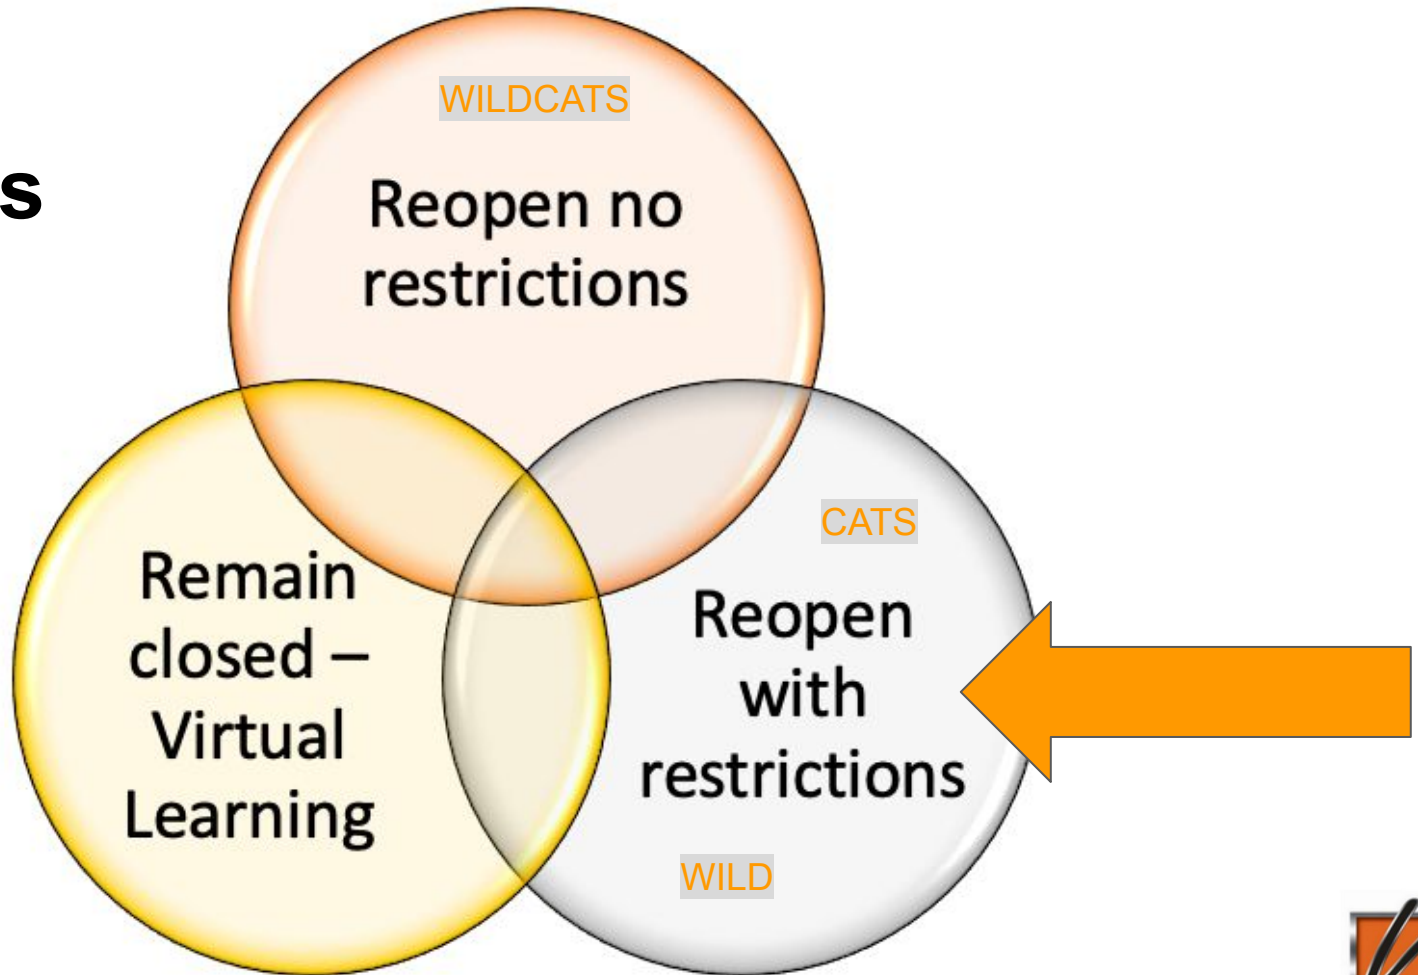 s
WILDCATS
Reopen no
restrictions
Remain
closed –
Virtual
Learning
CATS
Reopen
with
restrictions
WILD